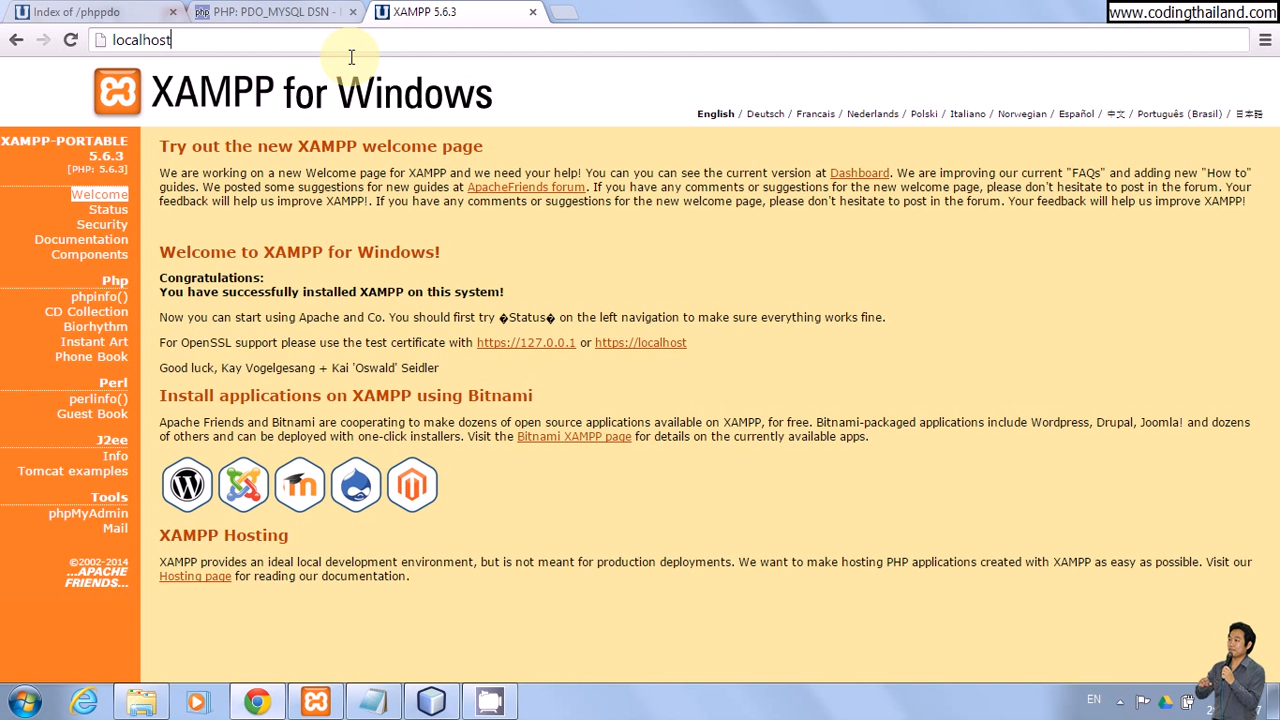 Index of /phppdo
PHP: PDO_MYSQL DSN -
XAMPP 5.6.3
www.codingthailand.com
localhost
XAMPP for Windows
English / Deutsch / Francais / Nederlands / Polski / Italiano / Norwegian / Español / 中文 / Português (Brasil) / 日本語
XAMPP-PORTABLE
5.6.3
[PHP: 5.6.3]
Welcome
Status
Security
Documentation
Components
Php
phpinfo()
CD Collection
Biorhythm
Instant Art
Phone Book
Perl
perlinfo()
Guest Book
J2ee
Info
Tomcat examples
Tools
phpMyAdmin
Mail
©2002-2014
...APACHE
FRIENDS...
Try out the new XAMPP welcome page
We are working on a new Welcome page for XAMPP and we need your help! You can you can see the current version at Dashboard. We are improving our current "FAQs" and adding new "How to"
guides. We posted some suggestions for new guides at ApacheFriends forum. If you have any comments or suggestions for the new welcome page, please don't hesitate to post in the forum. Your
feedback will help us improve XAMPP!. If you have any comments or suggestions for the new welcome page, please don't hesitate to post in the forum. Your feedback will help us improve XAMPP!
Welcome to XAMPP for Windows!
Congratulations:
You have successfully installed XAMPP on this system!
Now you can start using Apache and Co. You should first try �Status� on the left navigation to make sure everything works fine.
For OpenSSL support please use the test certificate with https://127.0.0.1 or https://localhost
Good luck, Kay Vogelgesang + Kai 'Oswald' Seidler
Install applications on XAMPP using Bitnami
Apache Friends and Bitnami are cooperating to make dozens of open source applications available on XAMPP, for free. Bitnami-packaged applications include Wordpress, Drupal, Joomla! and dozens
of others and can be deployed with one-click installers. Visit the Bitnami XAMPP page for details on the currently available apps.
XAMPP Hosting
XAMPP provides an ideal local development environment, but is not meant for production deployments. We want to make hosting PHP applications created with XAMPP as easy as possible. Visit our
Hosting page for reading our documentation.
EN